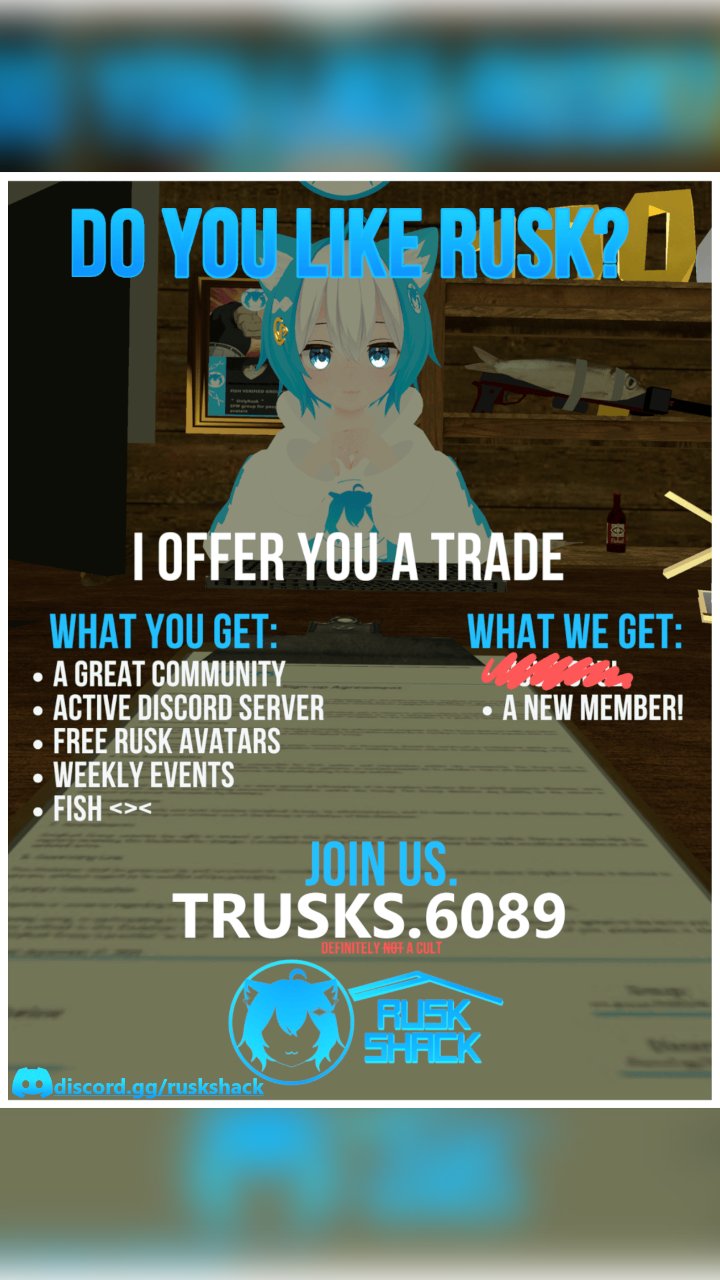 DO YOU LIKE RUSK?
I OFFER YOU A TRADE
WHAT YOU GET:
• A GREAT COMMUNITY
• ACTIVE DISCORD SERVER
• FREE RUSK AVATARS
• WEEKLY EVENTS
• FISH <><
WHAT WE GET:
• A NEW MEMBER!
JOIN US.
TRUSKS.6089
DEFINITELY NOT A CULT
RUSK
SHACK
discord.gg/ruskshack